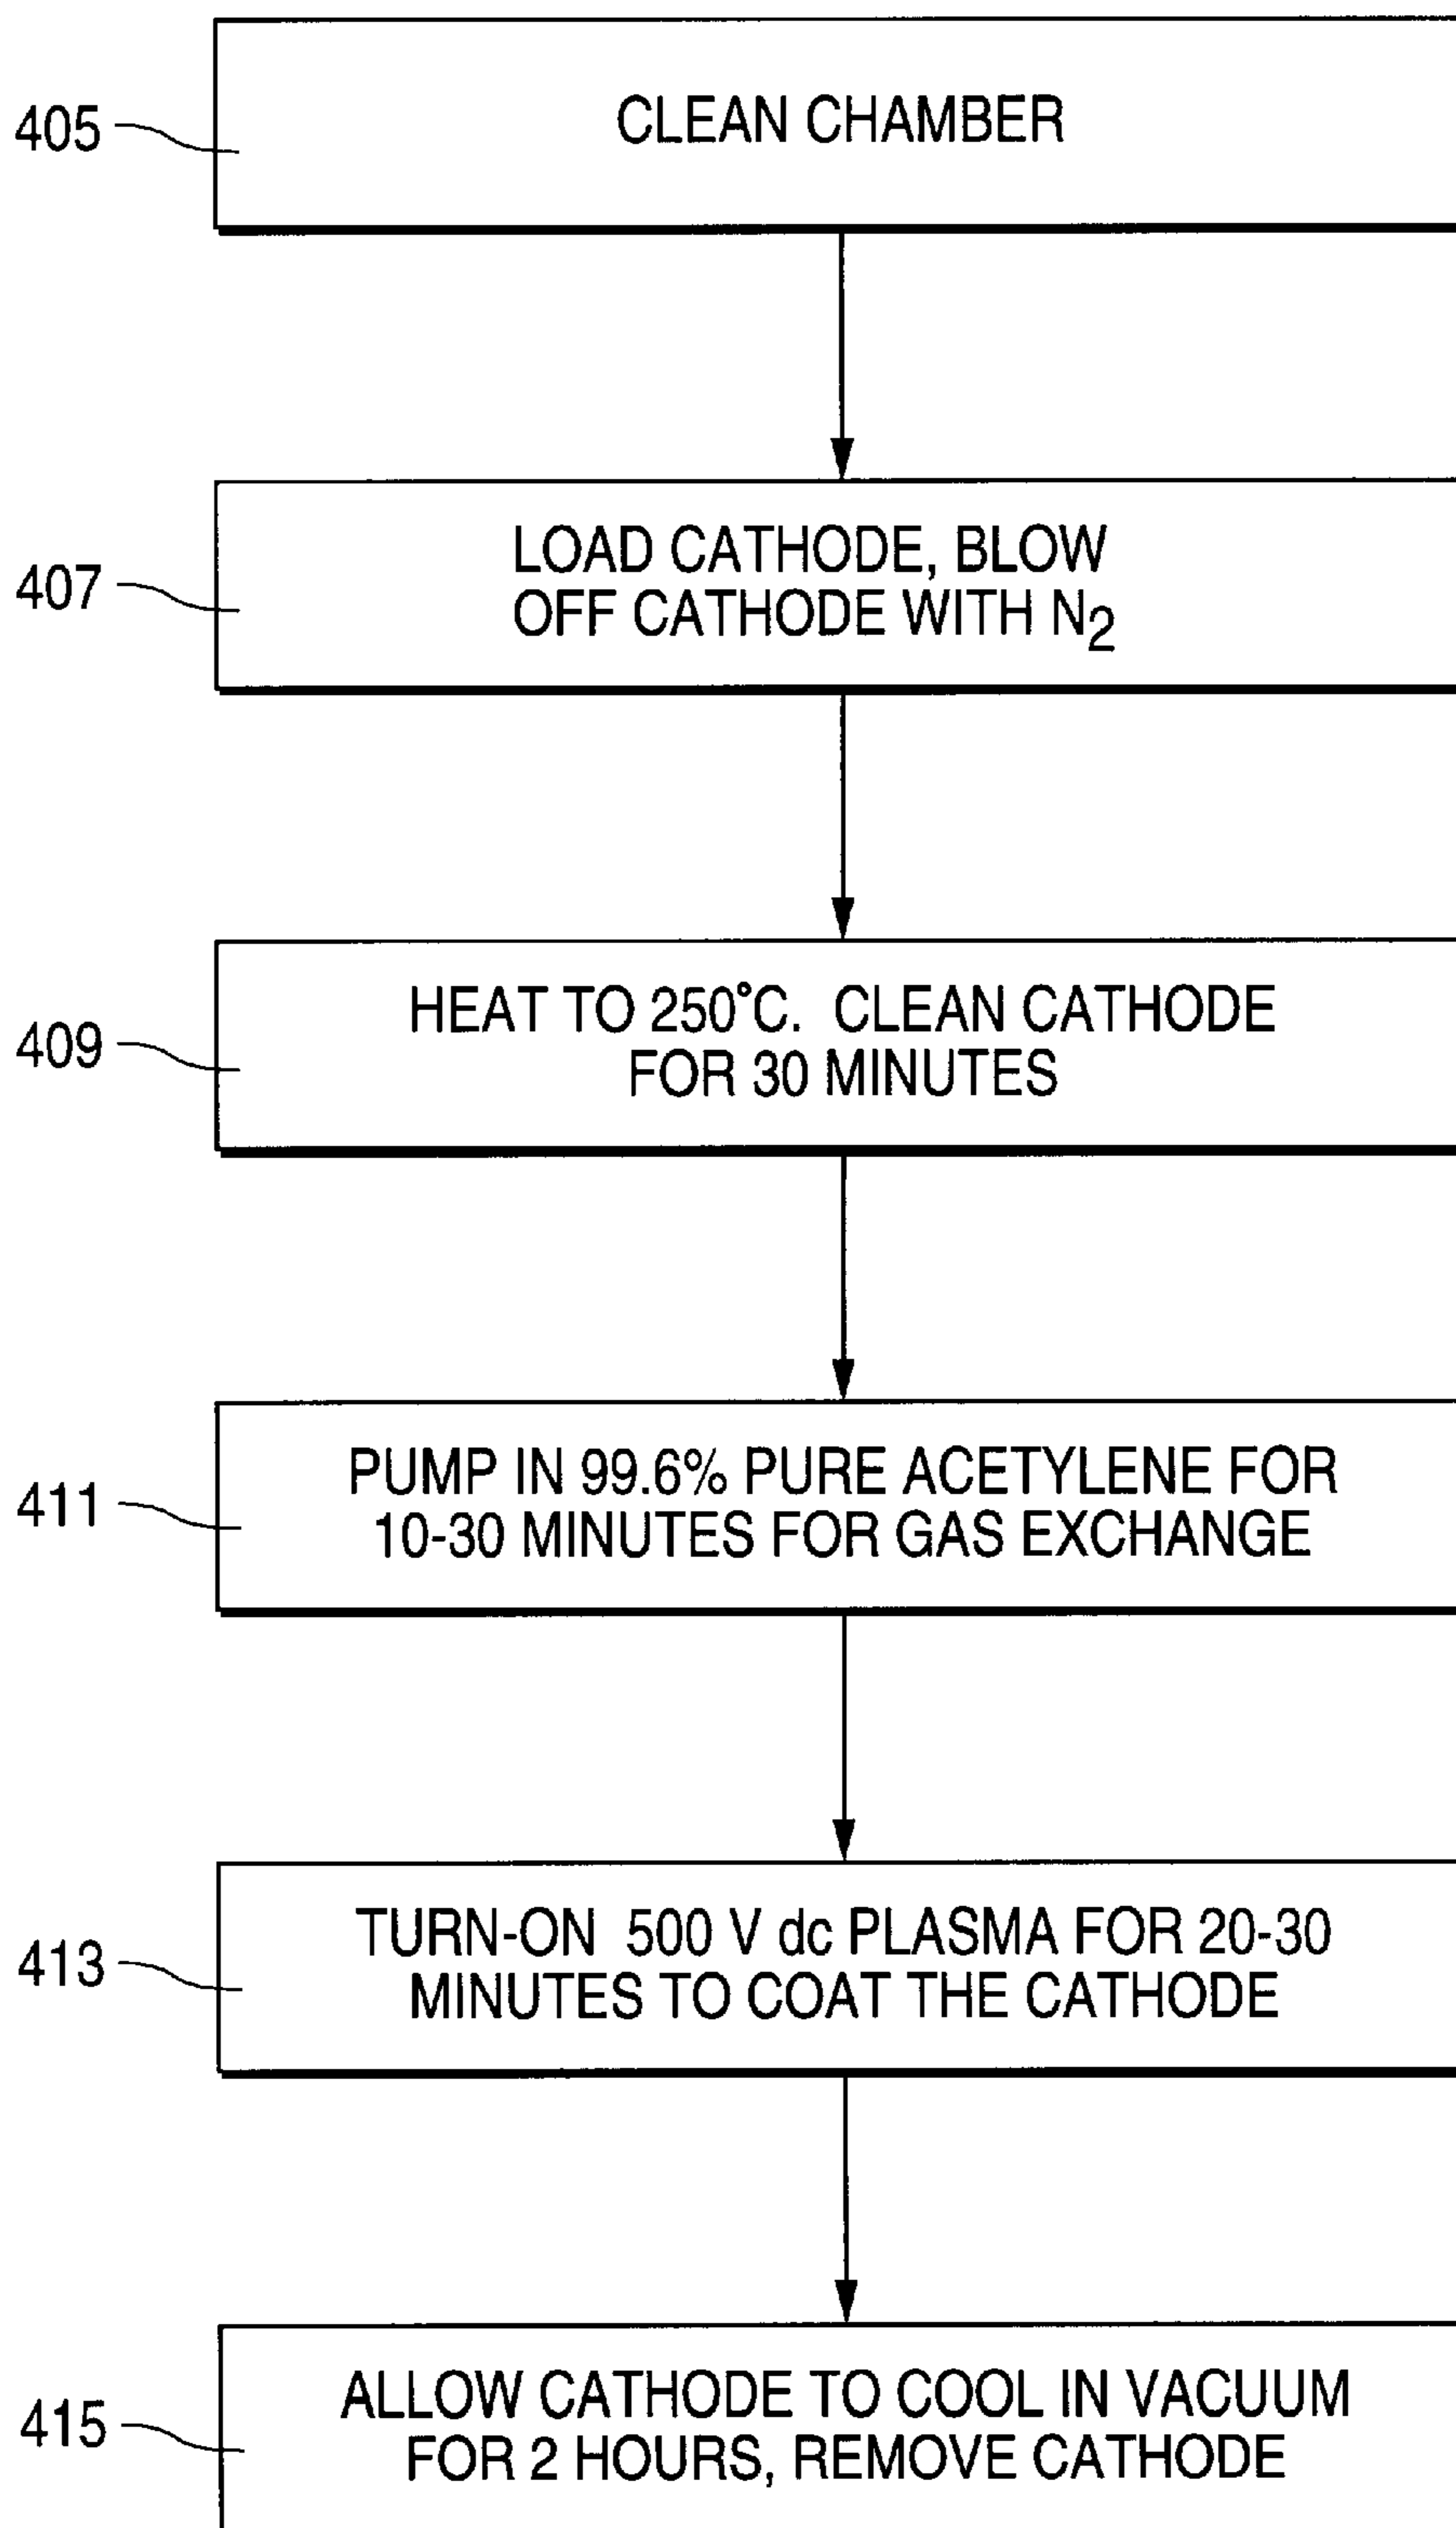 405
CLEAN CHAMBER
407
LOAD CATHODE, BLOW
OFF CATHODE WITH N2
409
HEAT TO 250°C. CLEAN CATHODE
FOR 30 MINUTES
411
PUMP IN 99.6% PURE ACETYLENE FOR
10-30 MINUTES FOR GAS EXCHANGE
413
TURN-ON 500 V dc PLASMA FOR 20-30
MINUTES TO COAT THE CATHODE
415
ALLOW CATHODE TO COOL IN VACUUM
FOR 2 HOURS, REMOVE CATHODE